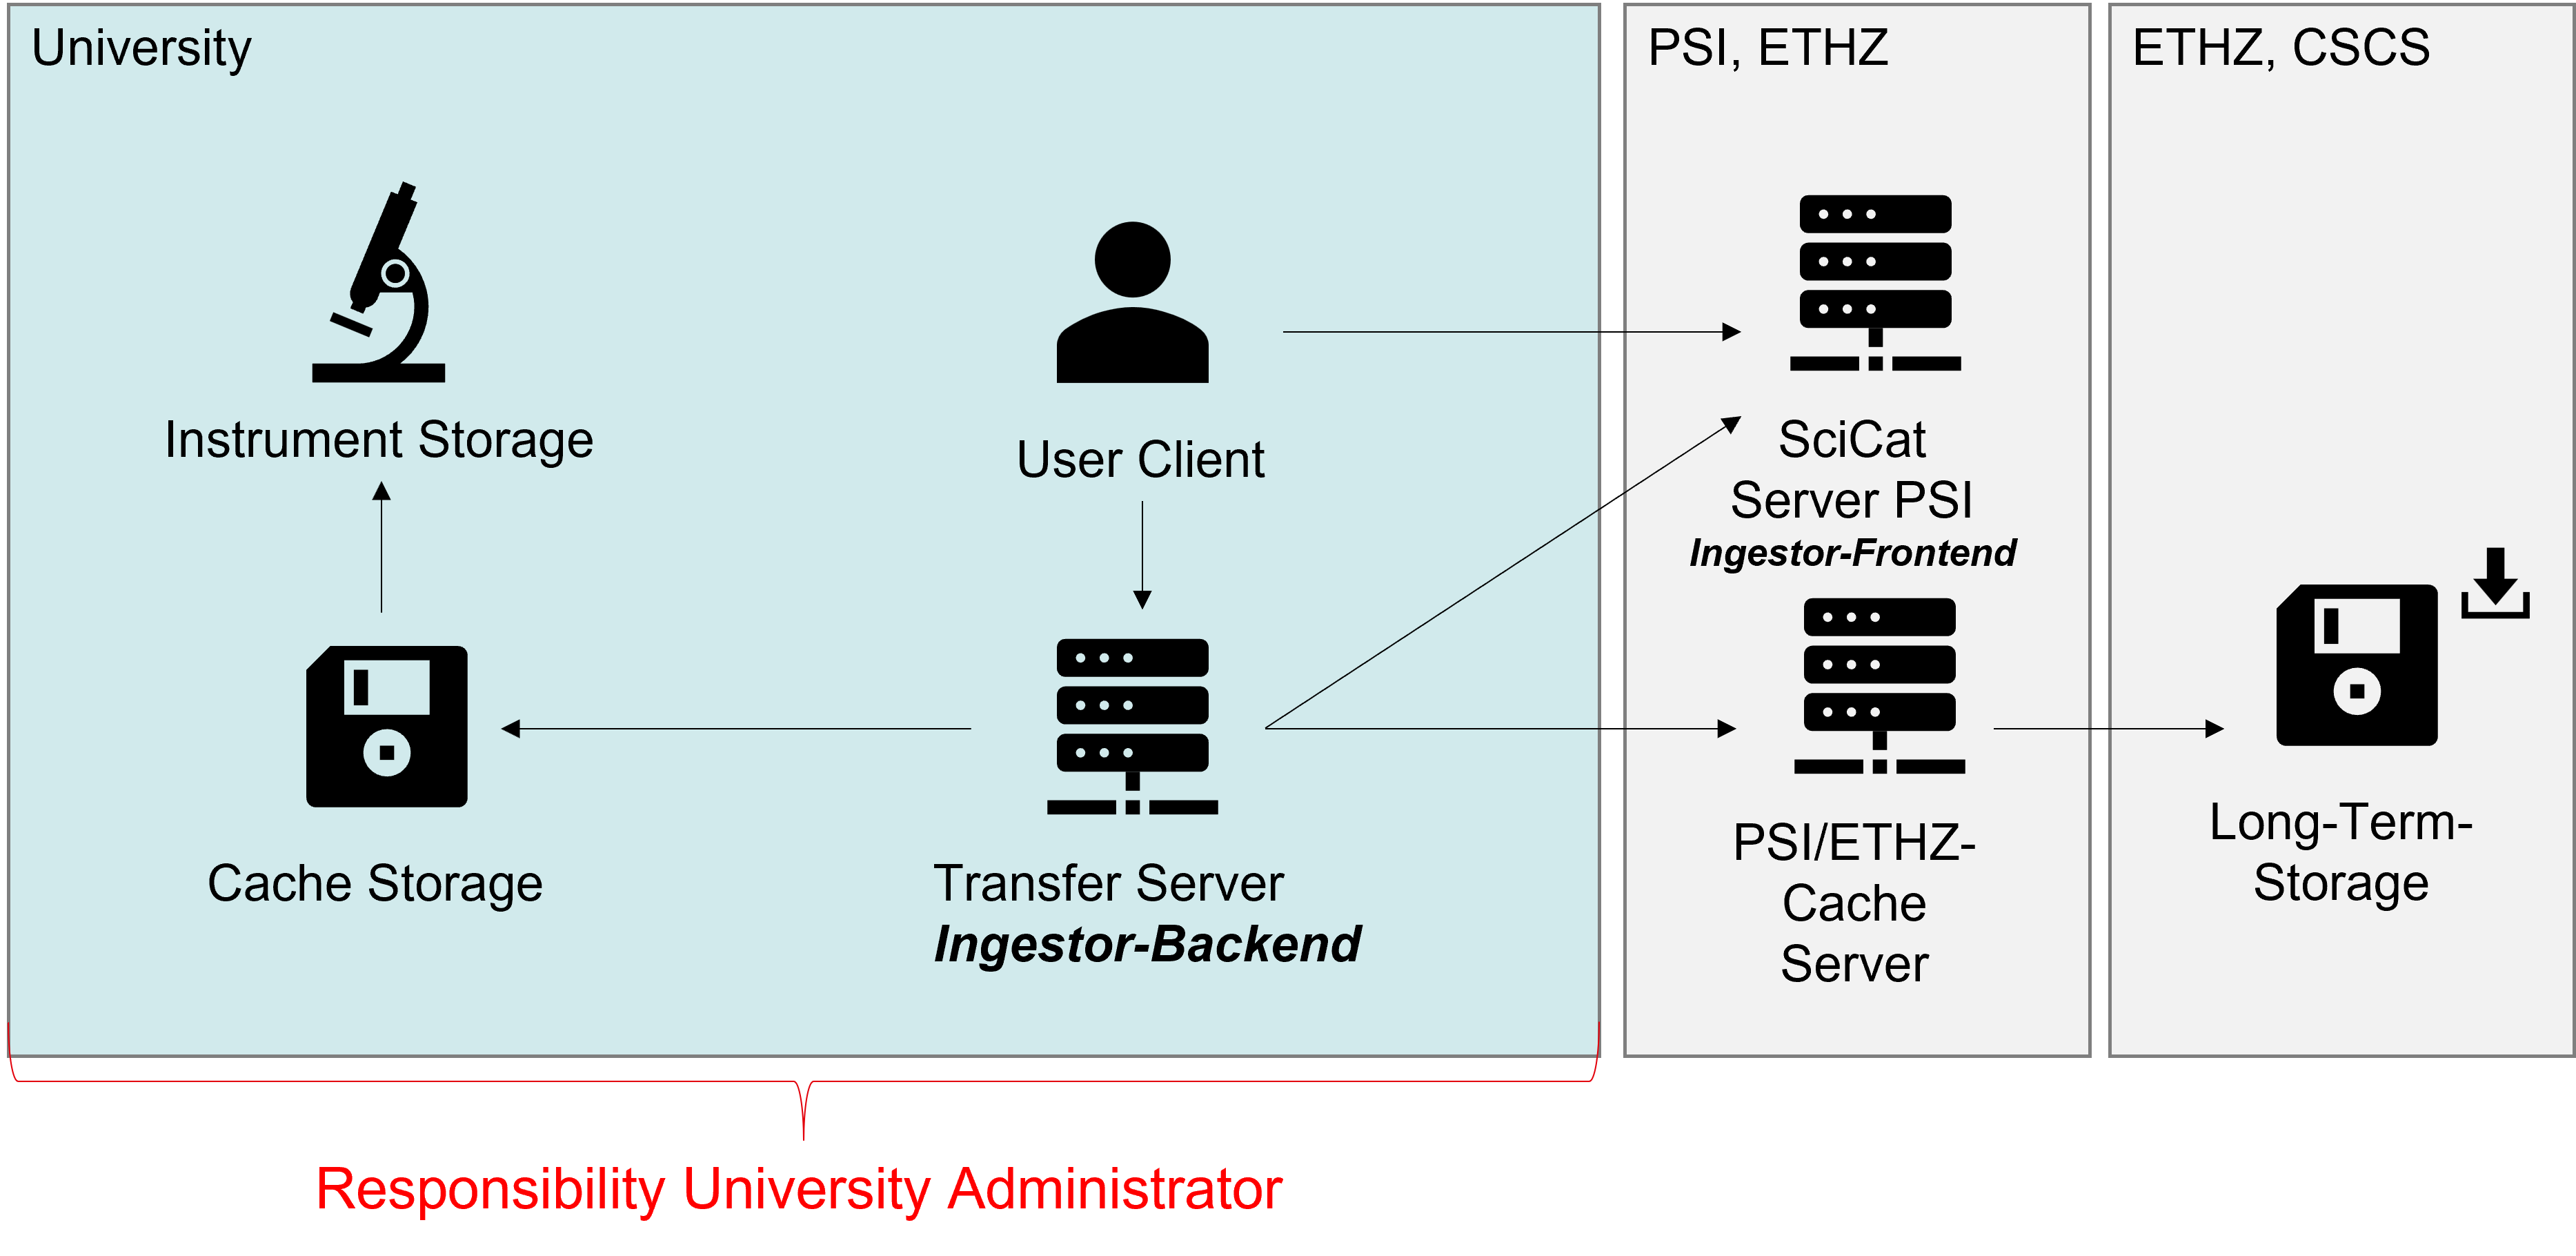 University
PSI, ETHZ
ETHZ, CSCS
Instrument Storage
User Client
SciCat
Server PSI
Ingestor-Frontend
Cache Storage
Transfer Server
Ingestor-Backend
PSI/ETHZ-
Cache
Server
Long-Term-
Storage
Responsibility University Administrator